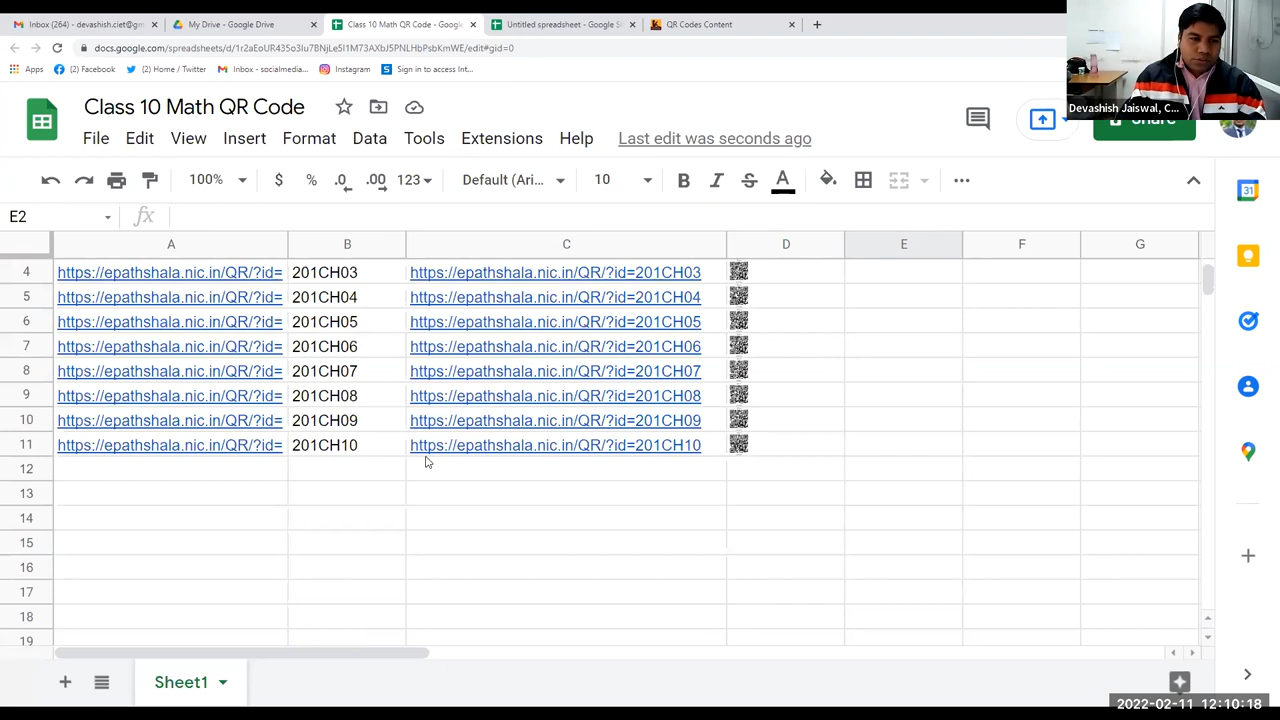 Inbox (264) - devashish.ciet@gm
My Drive - Google Drive
Class 10 Math QR Code - Google
Untitled spreadsheet - Google S
QR Codes Content
docs.google.com/spreadsheets/d/1r2aEoUR435o3Iu7BNjLe5I1M73AXbJ5PNLHbPsbKmWE/edit#gid=0
Apps
(2) Facebook
(2) Home / Twitter
Inbox - socialmedia...
Instagram
Sign in to access Int...
Devashish Jaiswal, C...
Class 10 Math QR Code
Share
File Edit View Insert Format Data Tools Extensions Help Last edit was seconds ago
100% $ % .0 .00 123 Default (Ari... 10 B I S A
31
E2 fx
A B C D E F G
4 https://epathshala.nic.in/QR/?id= 201CH03 https://epathshala.nic.in/QR/?id=201CH03
5 https://epathshala.nic.in/QR/?id= 201CH04 https://epathshala.nic.in/QR/?id=201CH04
6 https://epathshala.nic.in/QR/?id= 201CH05 https://epathshala.nic.in/QR/?id=201CH05
7 https://epathshala.nic.in/QR/?id= 201CH06 https://epathshala.nic.in/QR/?id=201CH06
8 https://epathshala.nic.in/QR/?id= 201CH07 https://epathshala.nic.in/QR/?id=201CH07
9 https://epathshala.nic.in/QR/?id= 201CH08 https://epathshala.nic.in/QR/?id=201CH08
10 https://epathshala.nic.in/QR/?id= 201CH09 https://epathshala.nic.in/QR/?id=201CH09
11 https://epathshala.nic.in/QR/?id= 201CH10 https://epathshala.nic.in/QR/?id=201CH10
12
13
14
15
16
17
18
19
Sheet1
2022-02-11 12:10:18